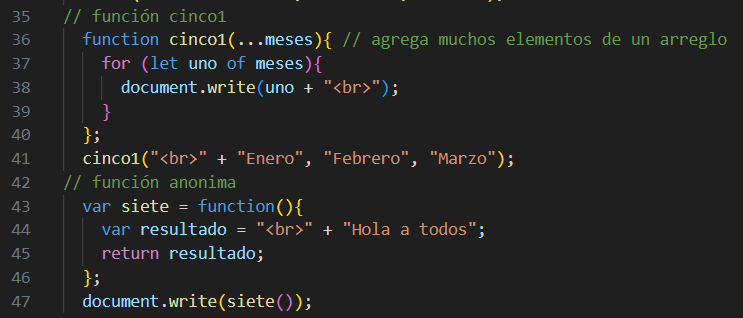 35 // función cinco1
36 function cinco1(...meses){ // agrega muchos elementos de un arreglo
37 for (let uno of meses){
38 document.write(uno + "<br>");
39 }
40 };
41 cinco1("<br>" + "Enero", "Febrero", "Marzo");
42 // función anonima
43 var siete = function(){
44 var resultado = "<br>" + "Hola a todos";
45 return resultado;
46 };
47 document.write(siete());